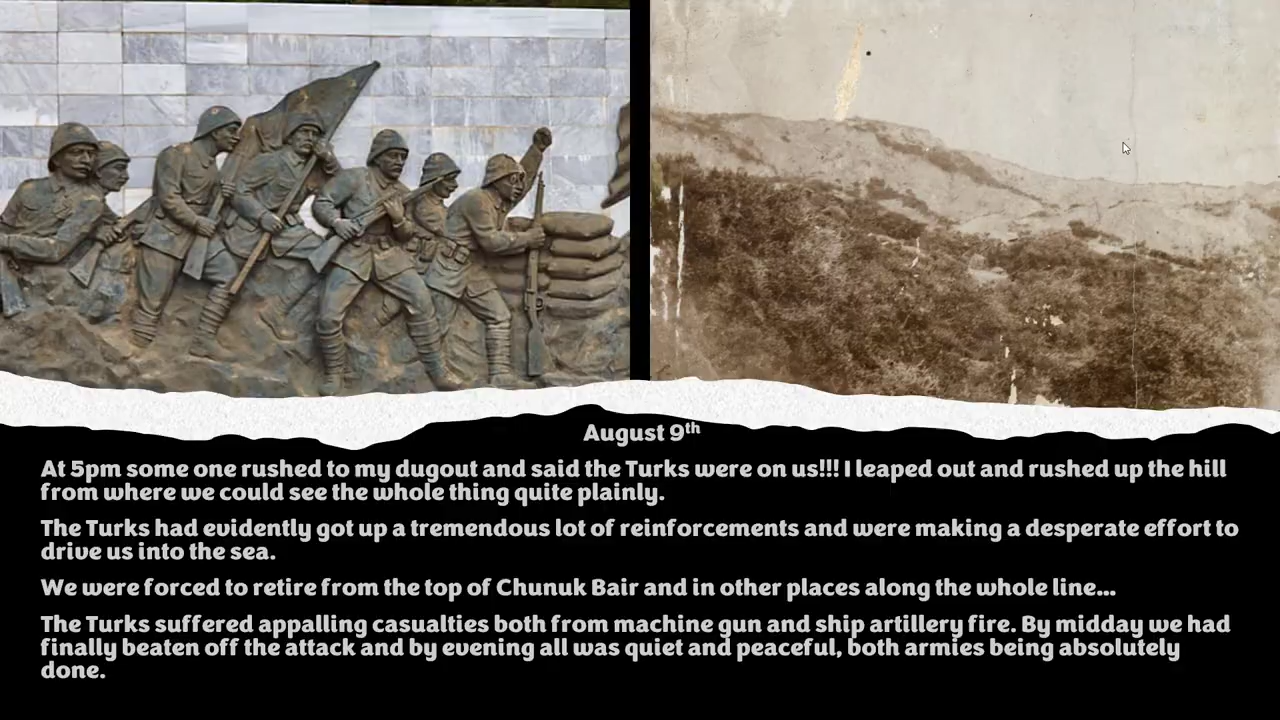 August 9th
At 5pm some one rushed to my dugout and said the Turks were on us!!! I leaped out and rushed up the hill
from where we could see the whole thing quite plainly.
The Turks had evidently got up a tremendous lot of reinforcements and were making a desperate effort to
drive us into the sea.
We were forced to retire from the top of Chunuk Bair and in other places along the whole line...
The Turks suffered appalling casualties both from machine gun and ship artillery fire. By midday we had
finally beaten off the attack and by evening all was quiet and peaceful, both armies being absolutely
done.